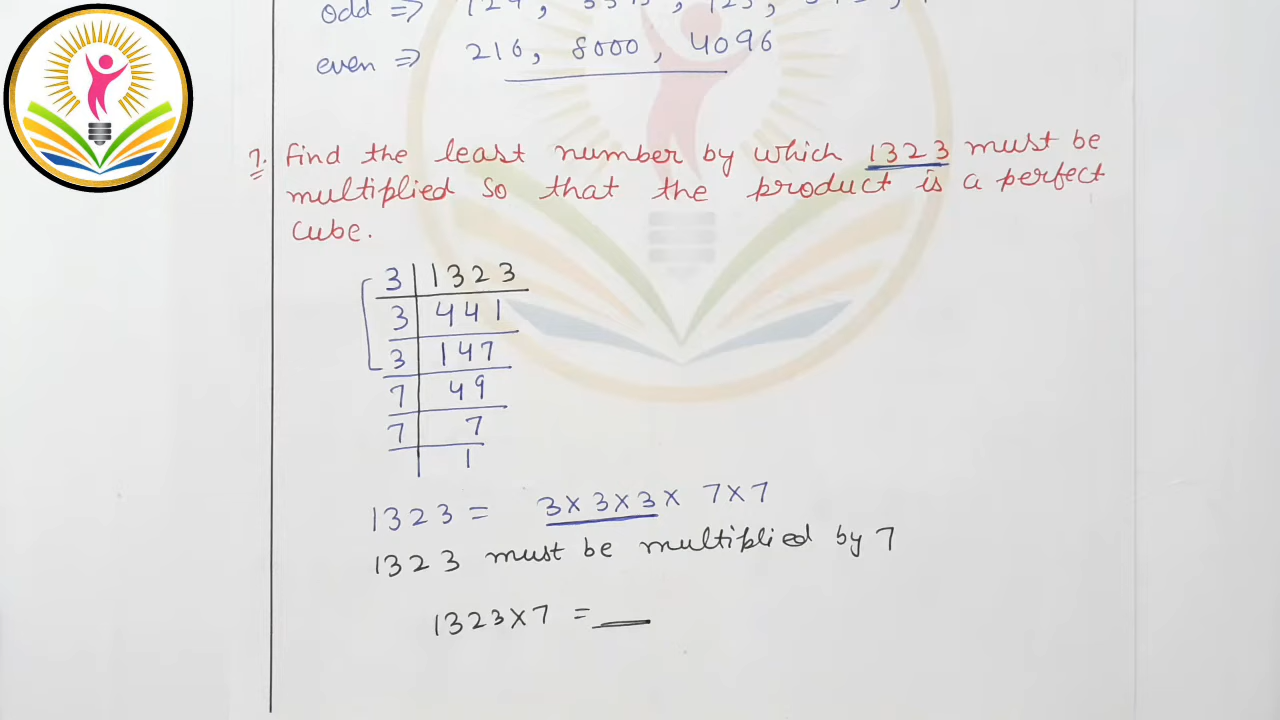 odd ⇒
even ⇒ 216, 8000, 4096
7. Find the least number by which 1323 must be
multiplied so that the product is a perfect
cube.
3 | 1323
3 | 441
3 | 147
7 | 49
7 | 7
| 1
1323 = 3×3×3× 7×7
1323 must be multiplied by 7
1323×7 = __